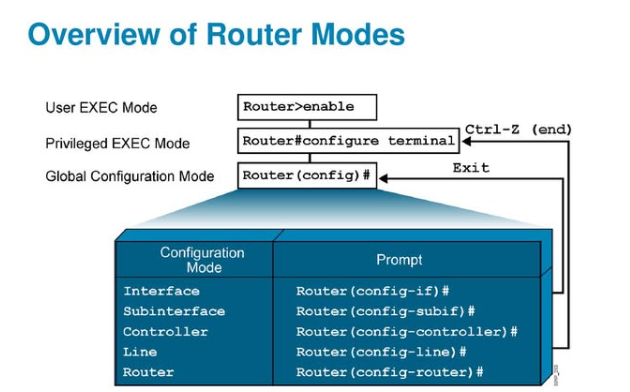 Overview of Router Modes
User EXEC Mode
Router>enable
Privileged EXEC Mode
Router#configure terminal
Ctrl-Z (end)
Global Configuration Mode
Router(config)#
Exit
Configuration Mode
Prompt
Interface
Router(config-if)#
Subinterface
Router(config-subif)#
Controller
Router(config-controller)#
Line
Router(config-line)#
Router
Router(config-router)#